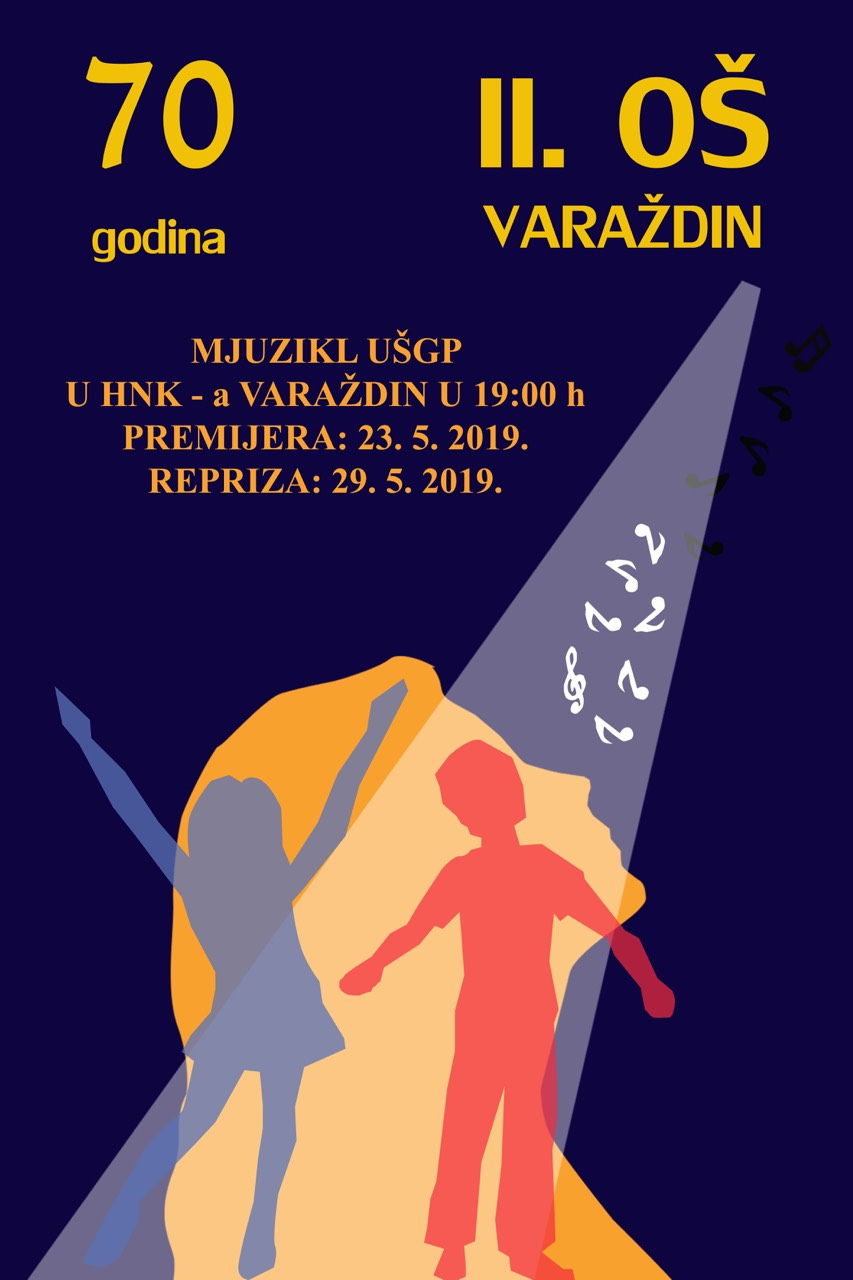 70
godina
II. OŠ
VARAŽDIN
MJUZIKL UŠGP
U HNK - a VARAŽDIN U 19:00 h
PREMIJERA: 23. 5. 2019.
REPRIZA: 29. 5. 2019.